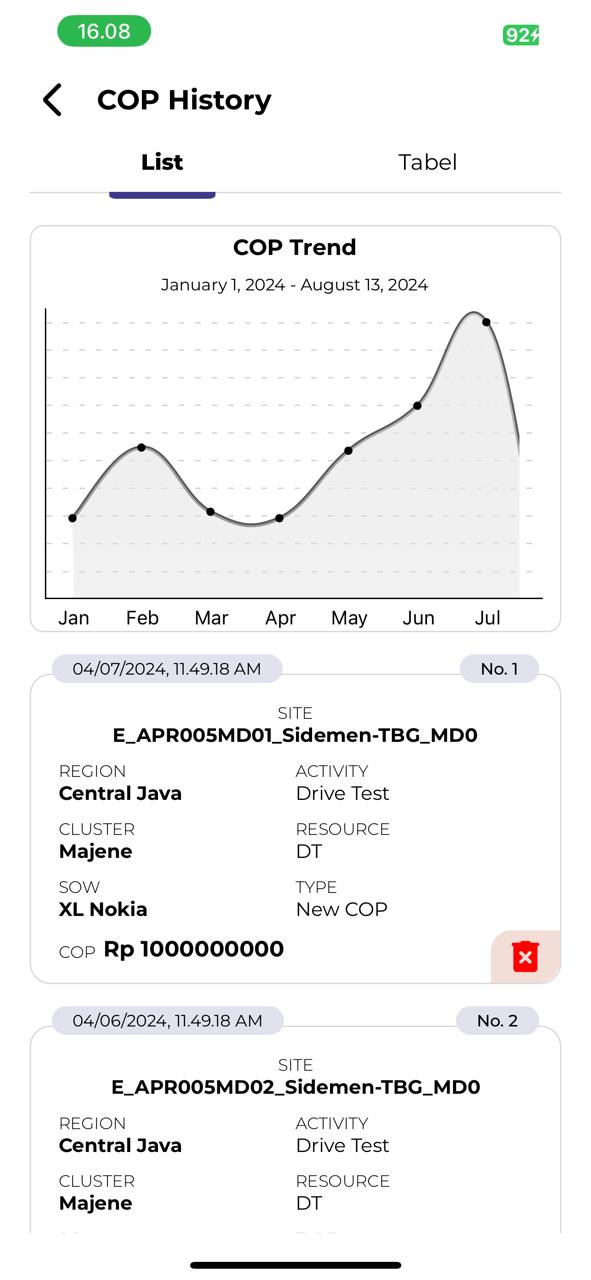 16.08
92
COP History
List Tabel
COP Trend
January 1, 2024 - August 13, 2024
Jan Feb Mar Apr May Jun Jul
04/07/2024, 11.49.18 AM No. 1
SITE
E_APR005MD01_Sidemen-TBG_MD0
REGION ACTIVITY
Central Java Drive Test
CLUSTER RESOURCE
Majene DT
SOW TYPE
XL Nokia New COP
COP Rp 1000000000
04/06/2024, 11.49.18 AM No. 2
SITE
E_APR005MD02_Sidemen-TBG_MD0
REGION ACTIVITY
Central Java Drive Test
CLUSTER RESOURCE
Majene DT